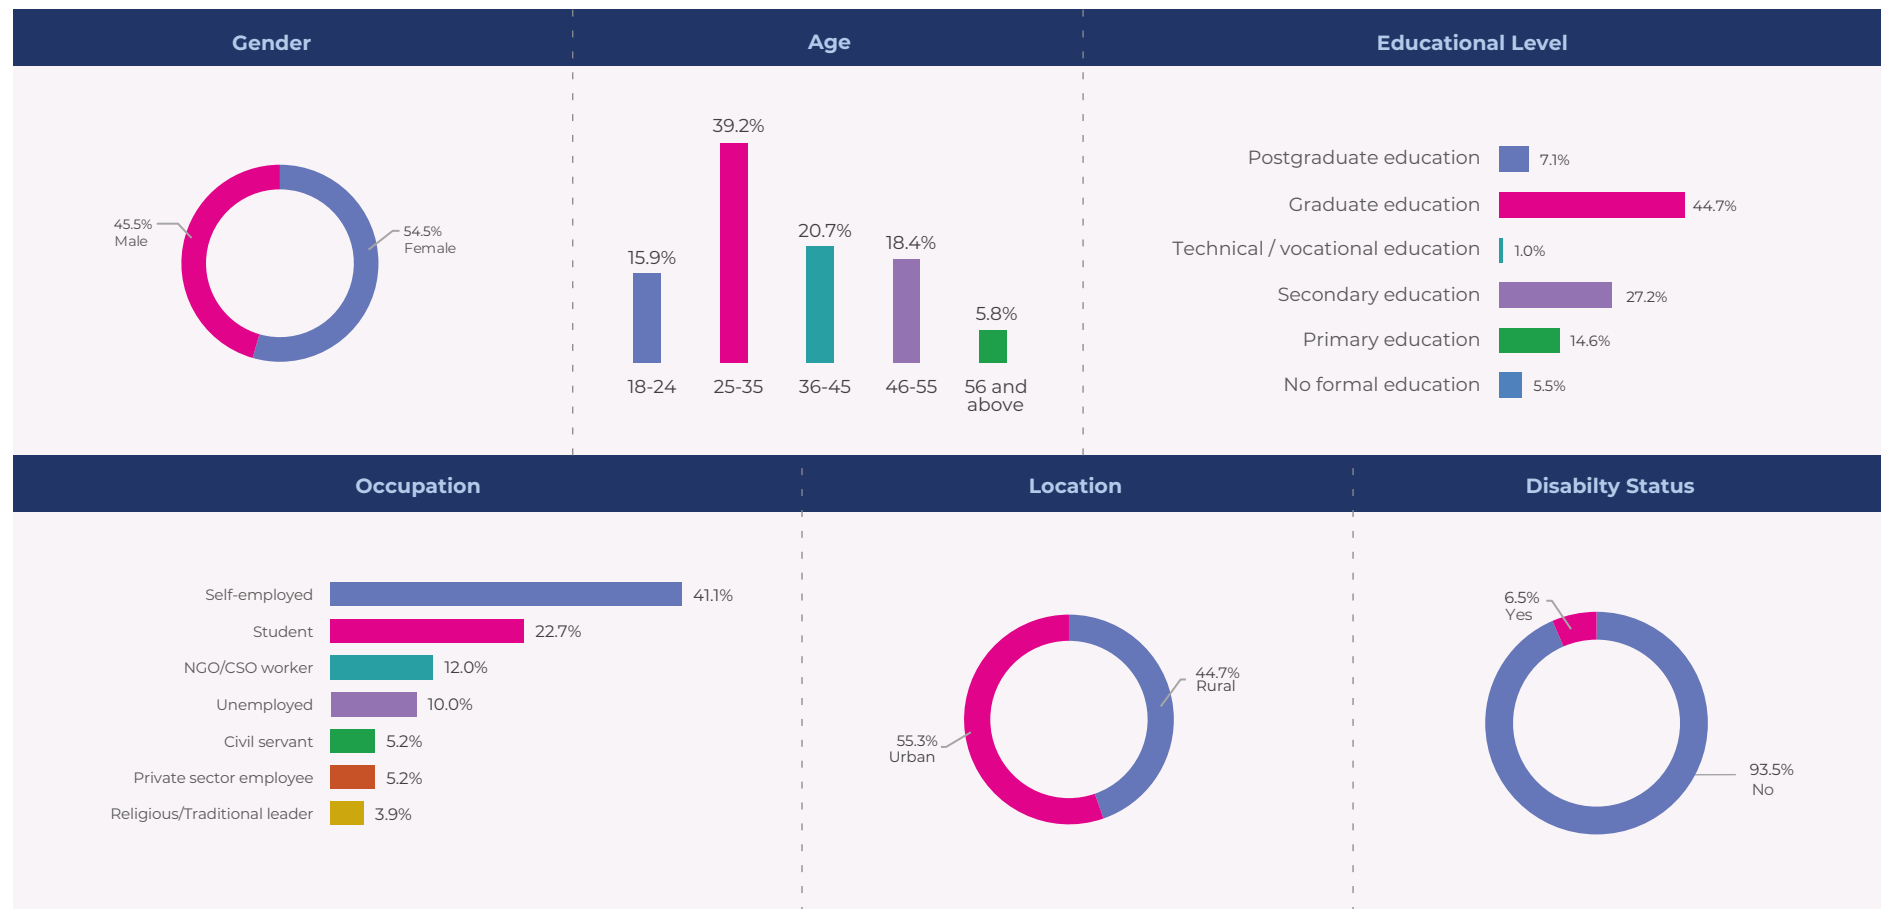 Gender
Age
Educational Level
45.5%
Male
54.5%
Female
39.2%
15.9%
20.7%
18.4%
5.8%
18-24
25-35
36-45
46-55
56 and
above
Postgraduate education 7.1%
Graduate education 44.7%
Technical / vocational education 1.0%
Secondary education 27.2%
Primary education 14.6%
No formal education 5.5%
Occupation
Location
Disabilty Status
Self-employed 41.1%
Student 22.7%
NGO/CSO worker 12.0%
Unemployed 10.0%
Civil servant 5.2%
Private sector employee 5.2%
Religious/Traditional leader 3.9%
44.7%
Rural
55.3%
Urban
6.5%
Yes
93.5%
No